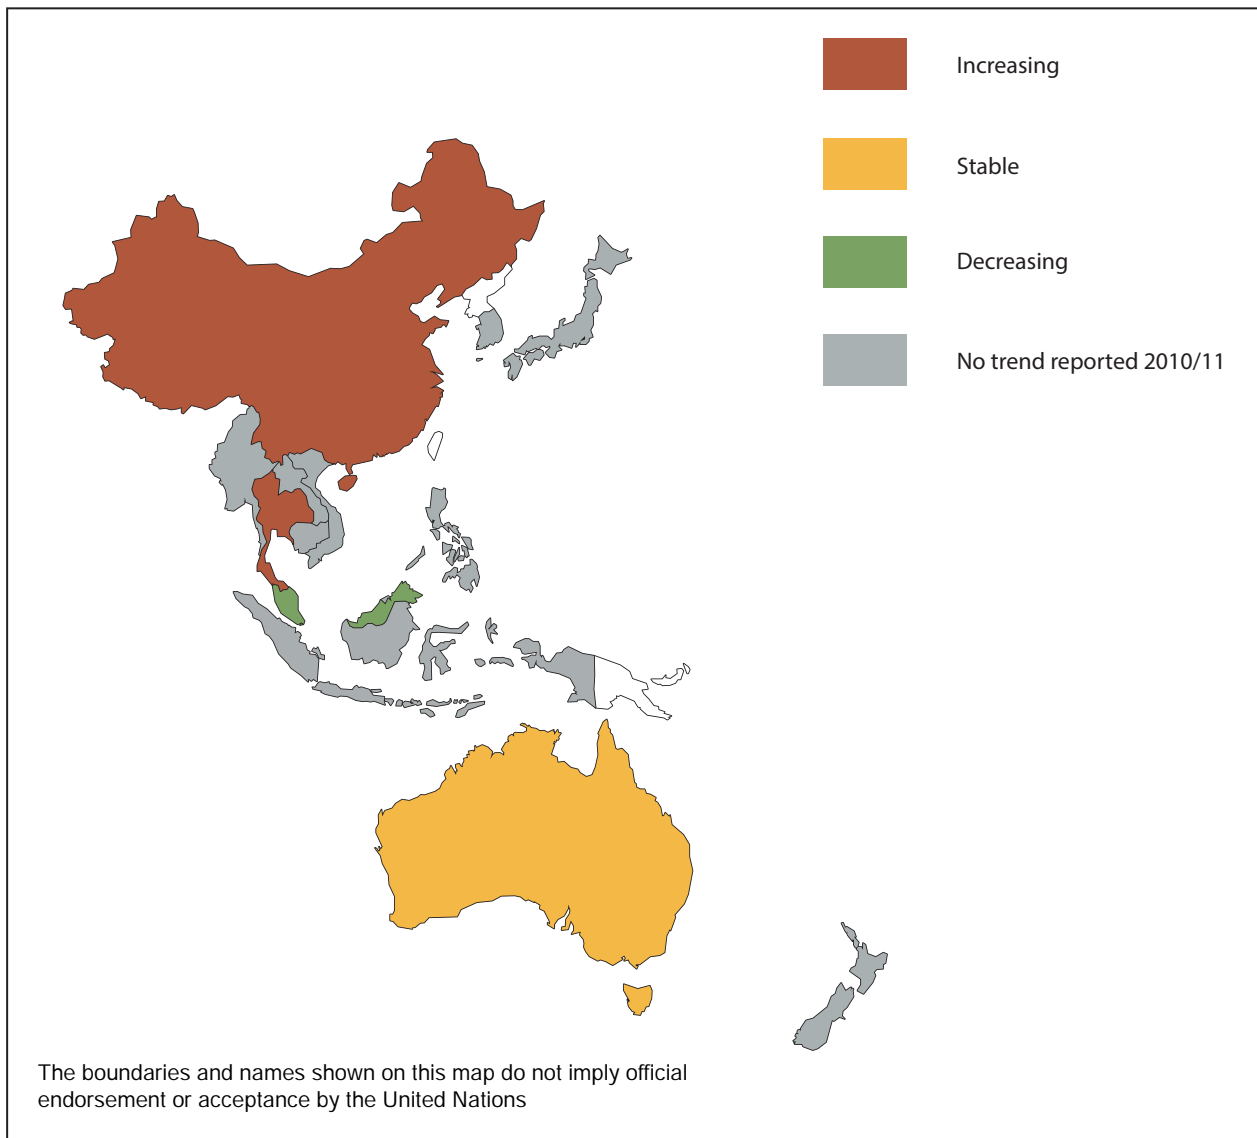 Increasing
Stable
Decreasing
No trend reported 2010/11
The boundaries and names shown on this map do not imply official
endorsement or acceptance by the United Nations